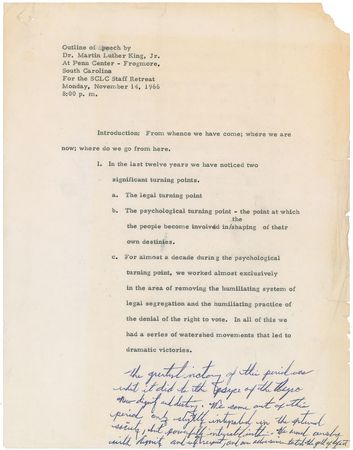 Outline of Speech by
Dr. Martin Luther King, Jr.
At Penn Center - Frogmore,
South Carolina
For the SCLC Staff Retreat
Monday, November 14, 1966
8:00 p. m.
Introduction: From whence we have come; where we are
now; where do we go from here.
1. In the last twelve years we have noticed two
significant turning points.
a. The legal turning point
b. The psychological turning point - the point at which
the
the people become involved in/shaping of their
own destinies.
c. For almost a decade during the psychological
turning point, we worked almost exclusively
in the area of removing the humiliating system of
legal segregation and the humiliating practice of
the denial of the right to vote. In all of this we
had a series of watershed movements that led to
dramatic victories.
The greatest victory of this period was
what it did to the psyche of the Negro
New dignity and destiny. We came out of this
period only slightly integrated in the external
society, but powerfully integrated
with dignity and